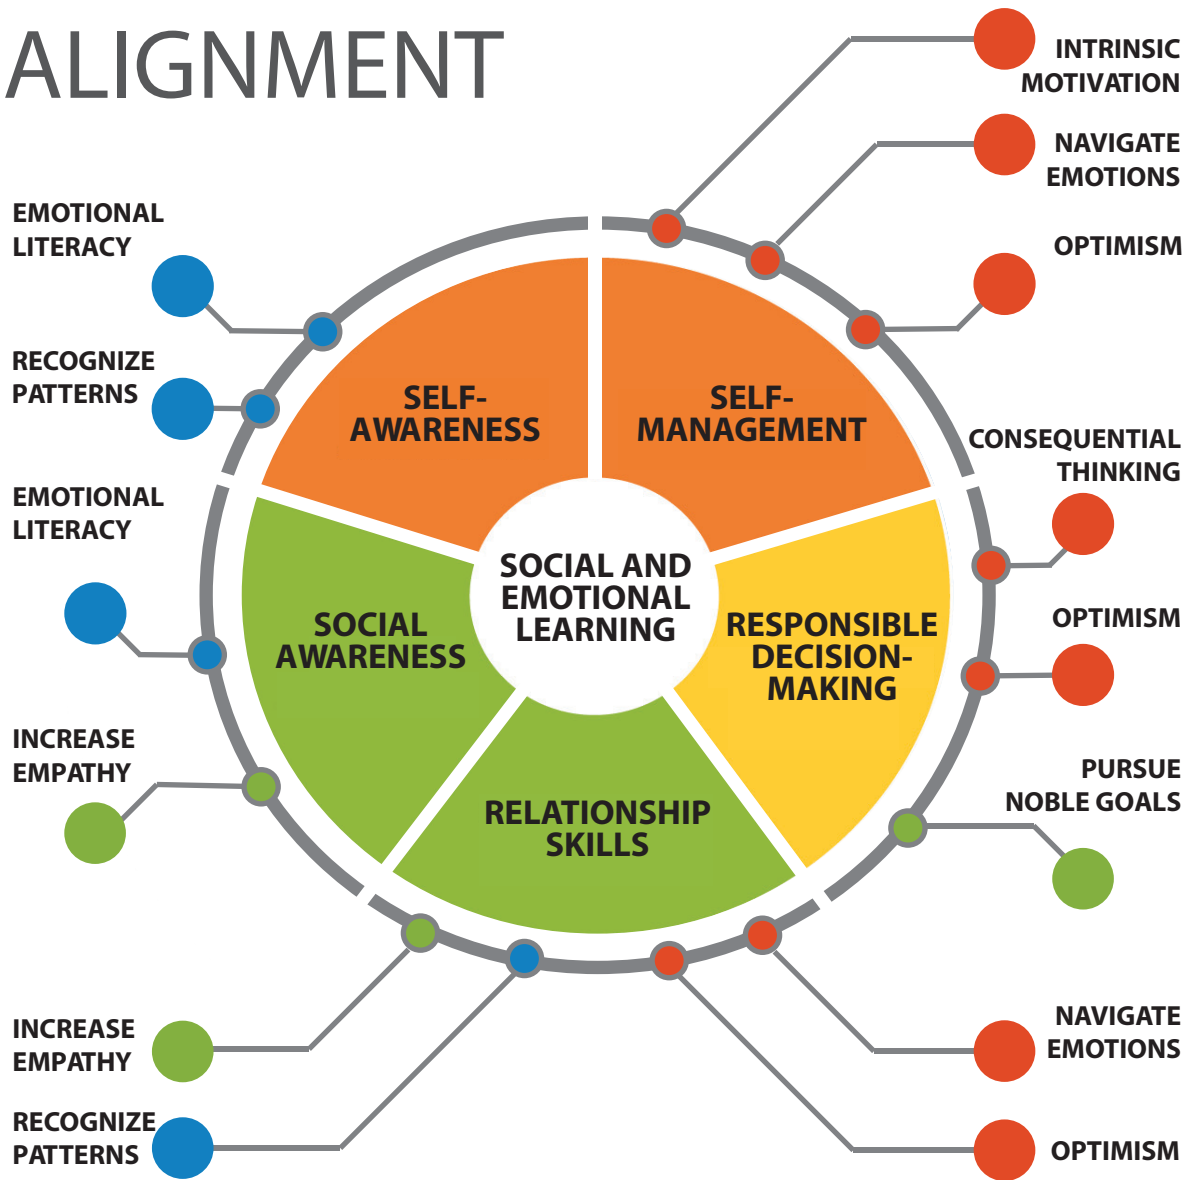 ALIGNMENT
INTRINSIC
MOTIVATION
NAVIGATE
EMOTIONS
OPTIMISM
EMOTIONAL
LITERACY
RECOGNIZE
PATTERNS
EMOTIONAL
LITERACY
INCREASE
EMPATHY
INCREASE
EMPATHY
RECOGNIZE
PATTERNS
SELF-
AWARENESS
SELF-
MANAGEMENT
SOCIAL AND
EMOTIONAL
LEARNING
SOCIAL
AWARENESS
RESPONSIBLE
DECISION-
MAKING
RELATIONSHIP
SKILLS
CONSEQUENTIAL
THINKING
OPTIMISM
PURSUE
NOBLE GOALS
NAVIGATE
EMOTIONS
OPTIMISM